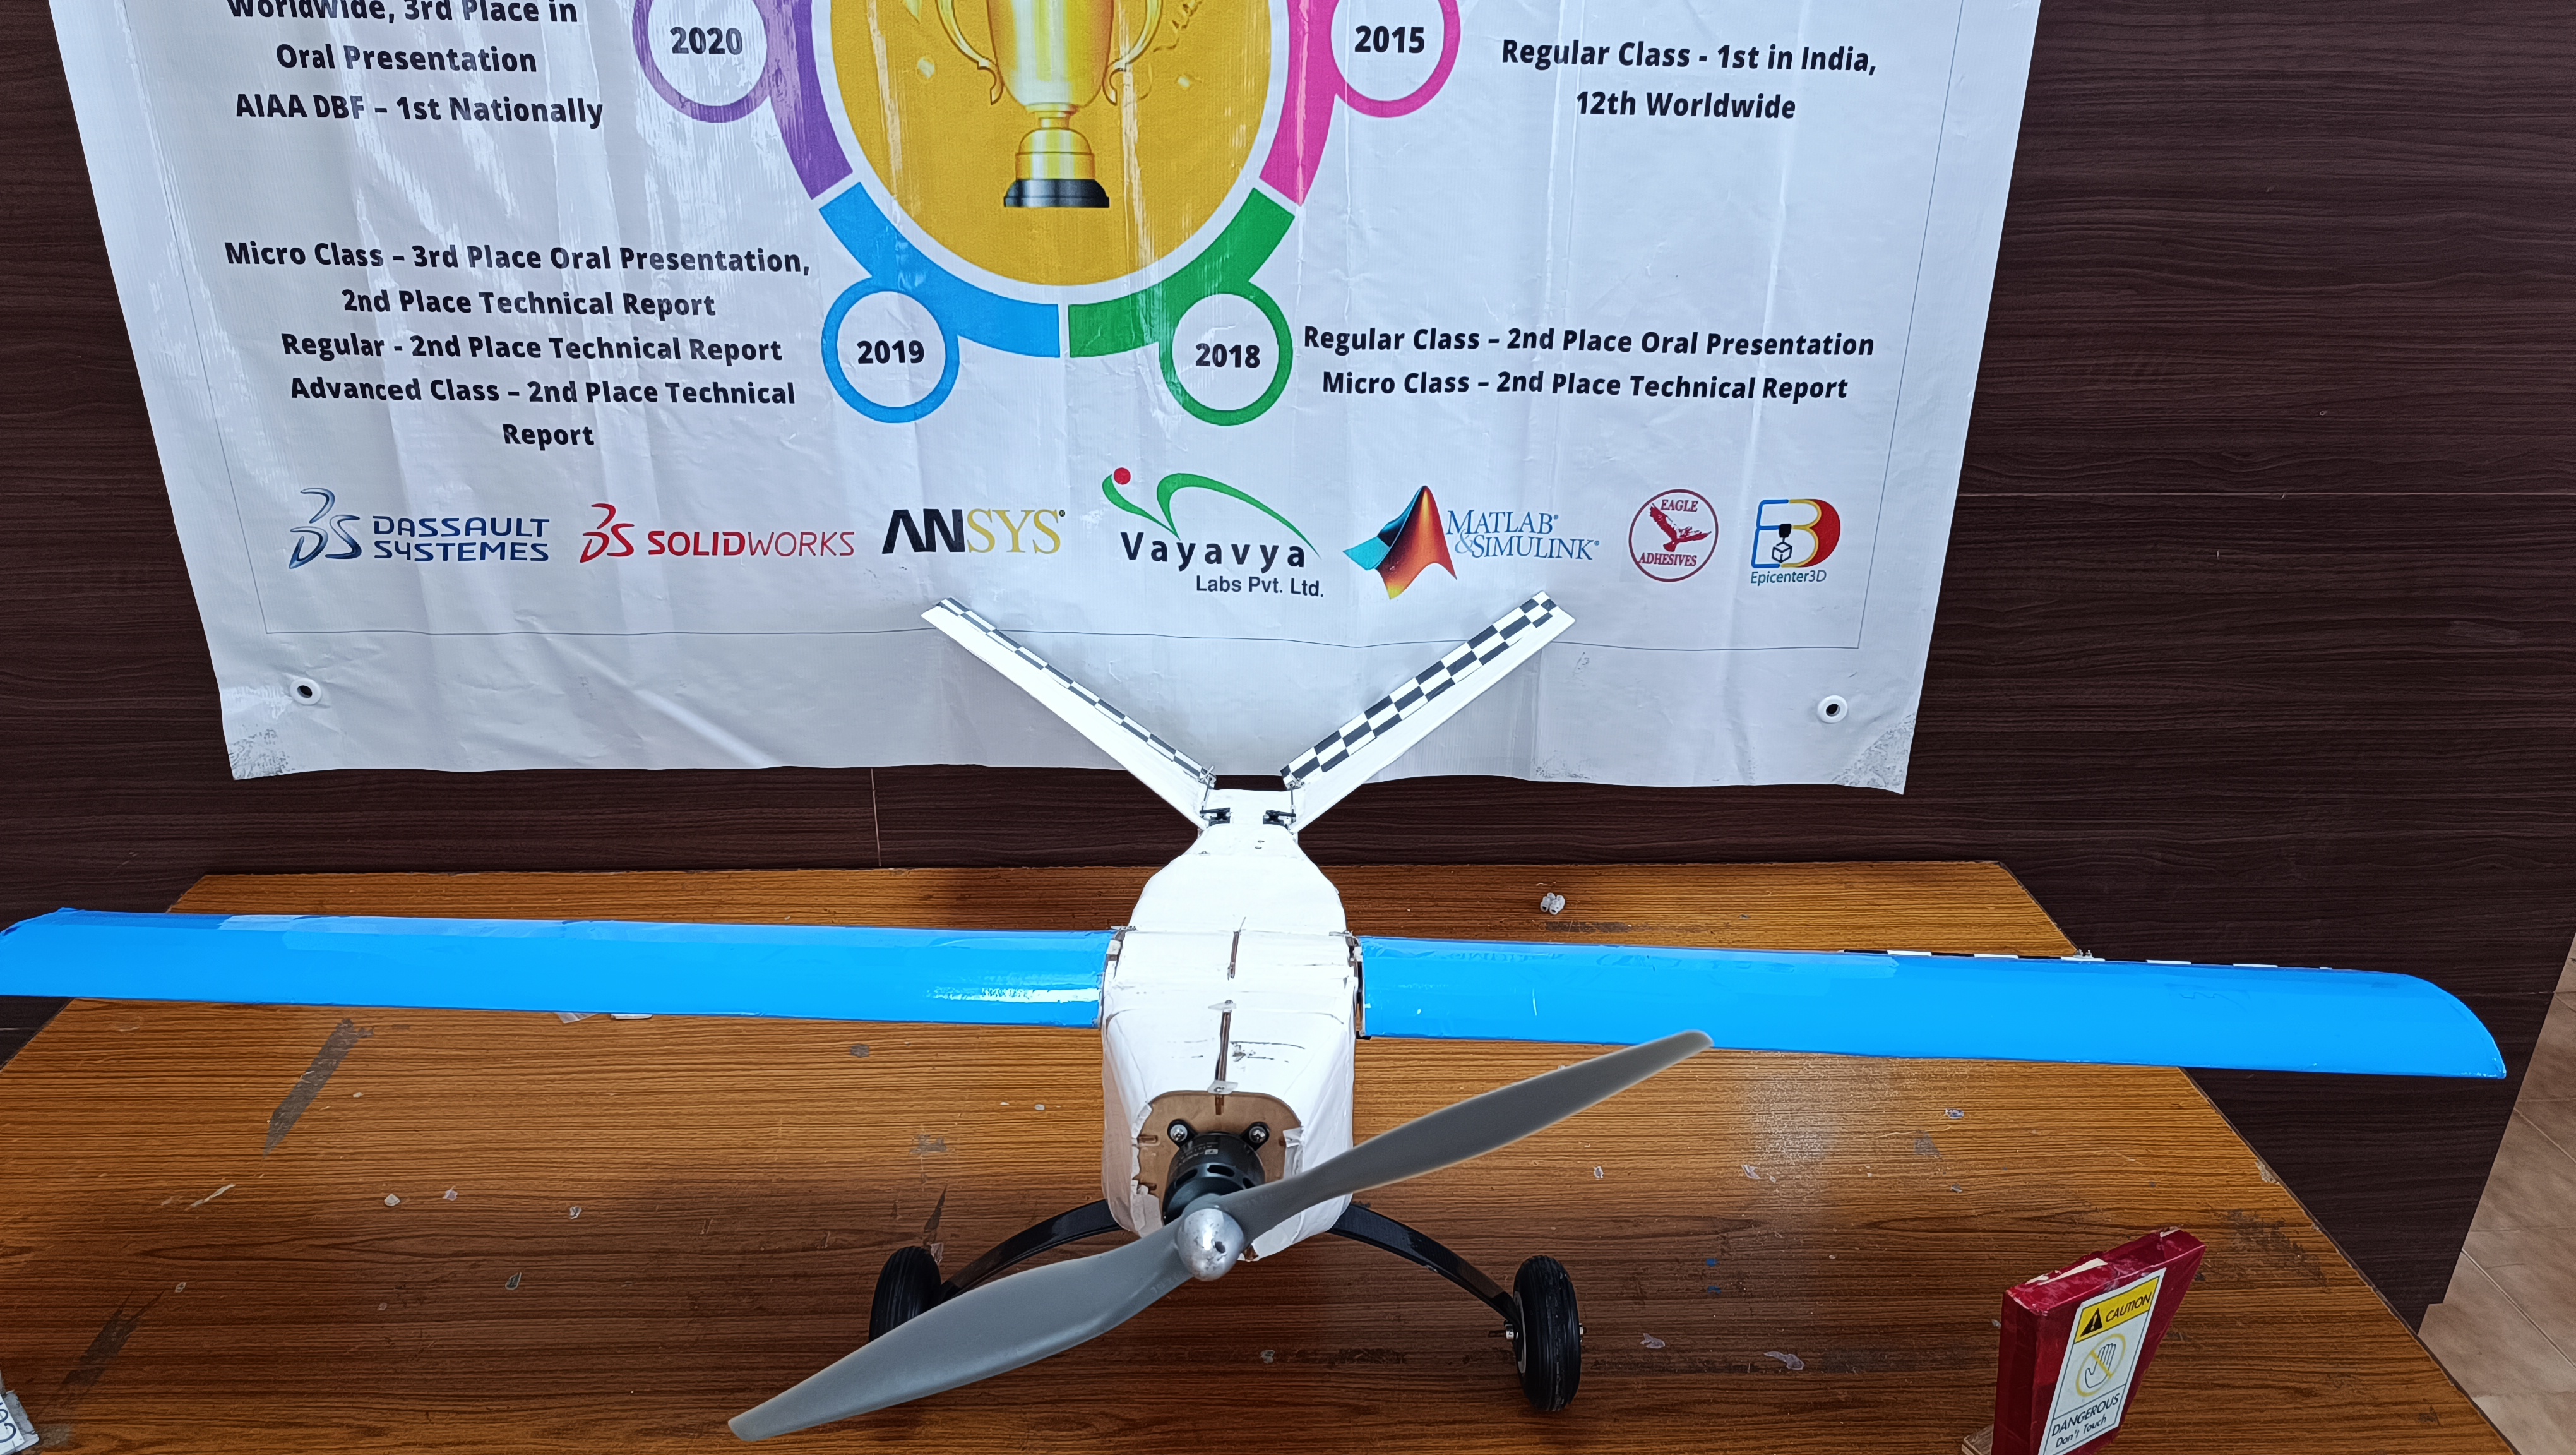 Worldwide, 3rd Place in
Oral Presentation
AIAA DBF – 1st Nationally
2020
2015
Regular Class - 1st in India,
12th Worldwide
Micro Class – 3rd Place Oral Presentation,
2nd Place Technical Report
Regular - 2nd Place Technical Report
Advanced Class – 2nd Place Technical
Report
2019
2018
Regular Class – 2nd Place Oral Presentation
Micro Class – 2nd Place Technical Report
DASSAULT
SYSTEMES
SOLIDWORKS
ANSYS®
Vayavya
Labs Pvt. Ltd.
MATLAB®
&SIMULINK®
EAGLE
ADHESIVES
Epicenter3D
CAUTION
DANGEROUS
Don't Touch